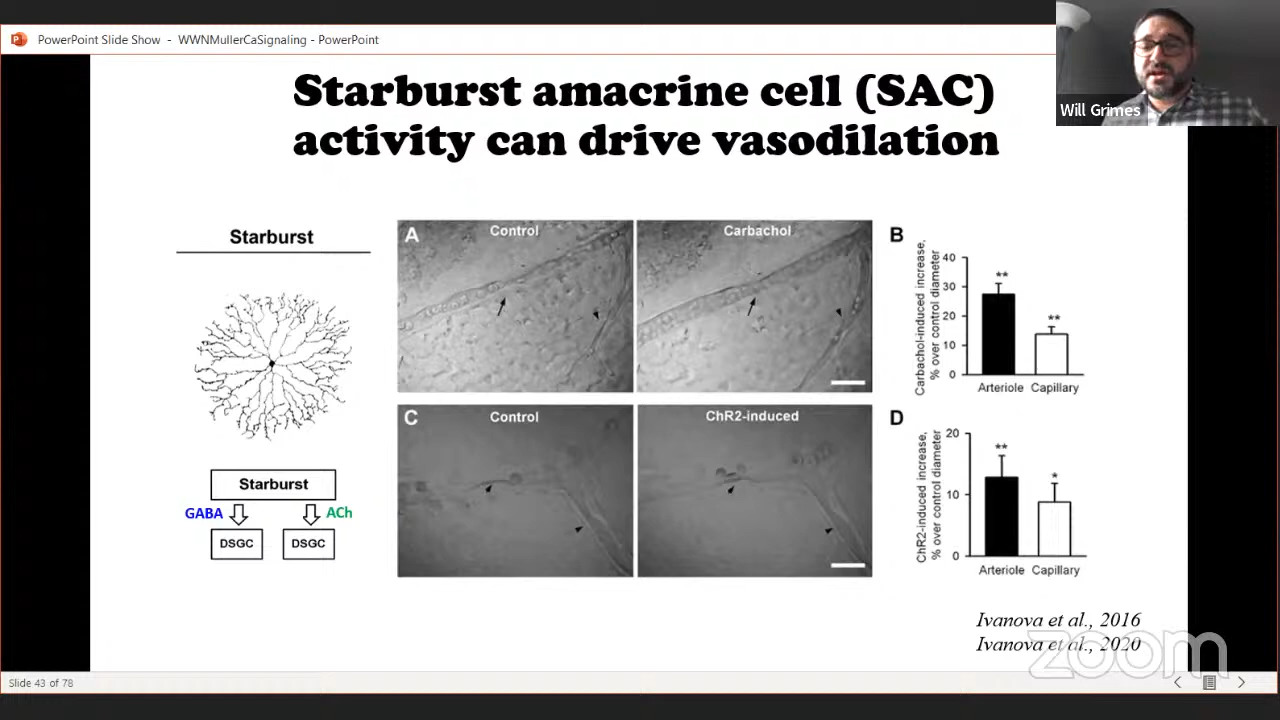 PowerPoint Slide Show - WWNMullerCaSignaling - PowerPoint
Will Grimes
Starburst amacrine cell (SAC)
activity can drive vasodilation
Starburst
Starburst
GABA
ACh
DSGC
DSGC
A
Control
Carbachol
B
Carbachol-induced increase,
% over control diameter
40
30
20
10
0
**
**
Arteriole
Capillary
C
Control
ChR2-induced
D
ChR2-induced increase,
% over control diameter
20
10
0
**
*
Arteriole
Capillary
Ivanova et al., 2016
Ivanova et al., 2020
zoom
Slide 43 of 78